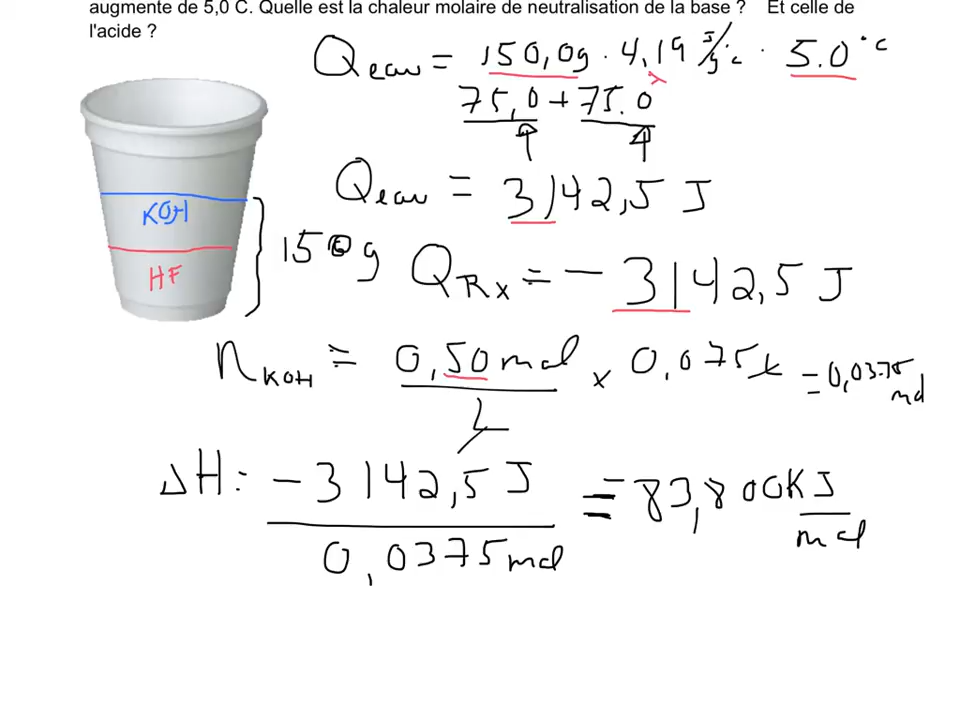 augmente de 5,0 C. Quelle est la chaleur molaire de neutralisation de la base ? Et celle de
l'acide ?
Qeau = 150,0g · 4,19 J/g°C · 5.0°C
75,0 + 75.0
Qeau = 3142,5 J
KOH
HF
150 g
QRx = - 3142,5 J
nKOH = 0,50 mol / L × 0,075 L = 0,0375 mol
ΔH = -3142,5 J / 0,0375 mol = -83,800 KJ / mol